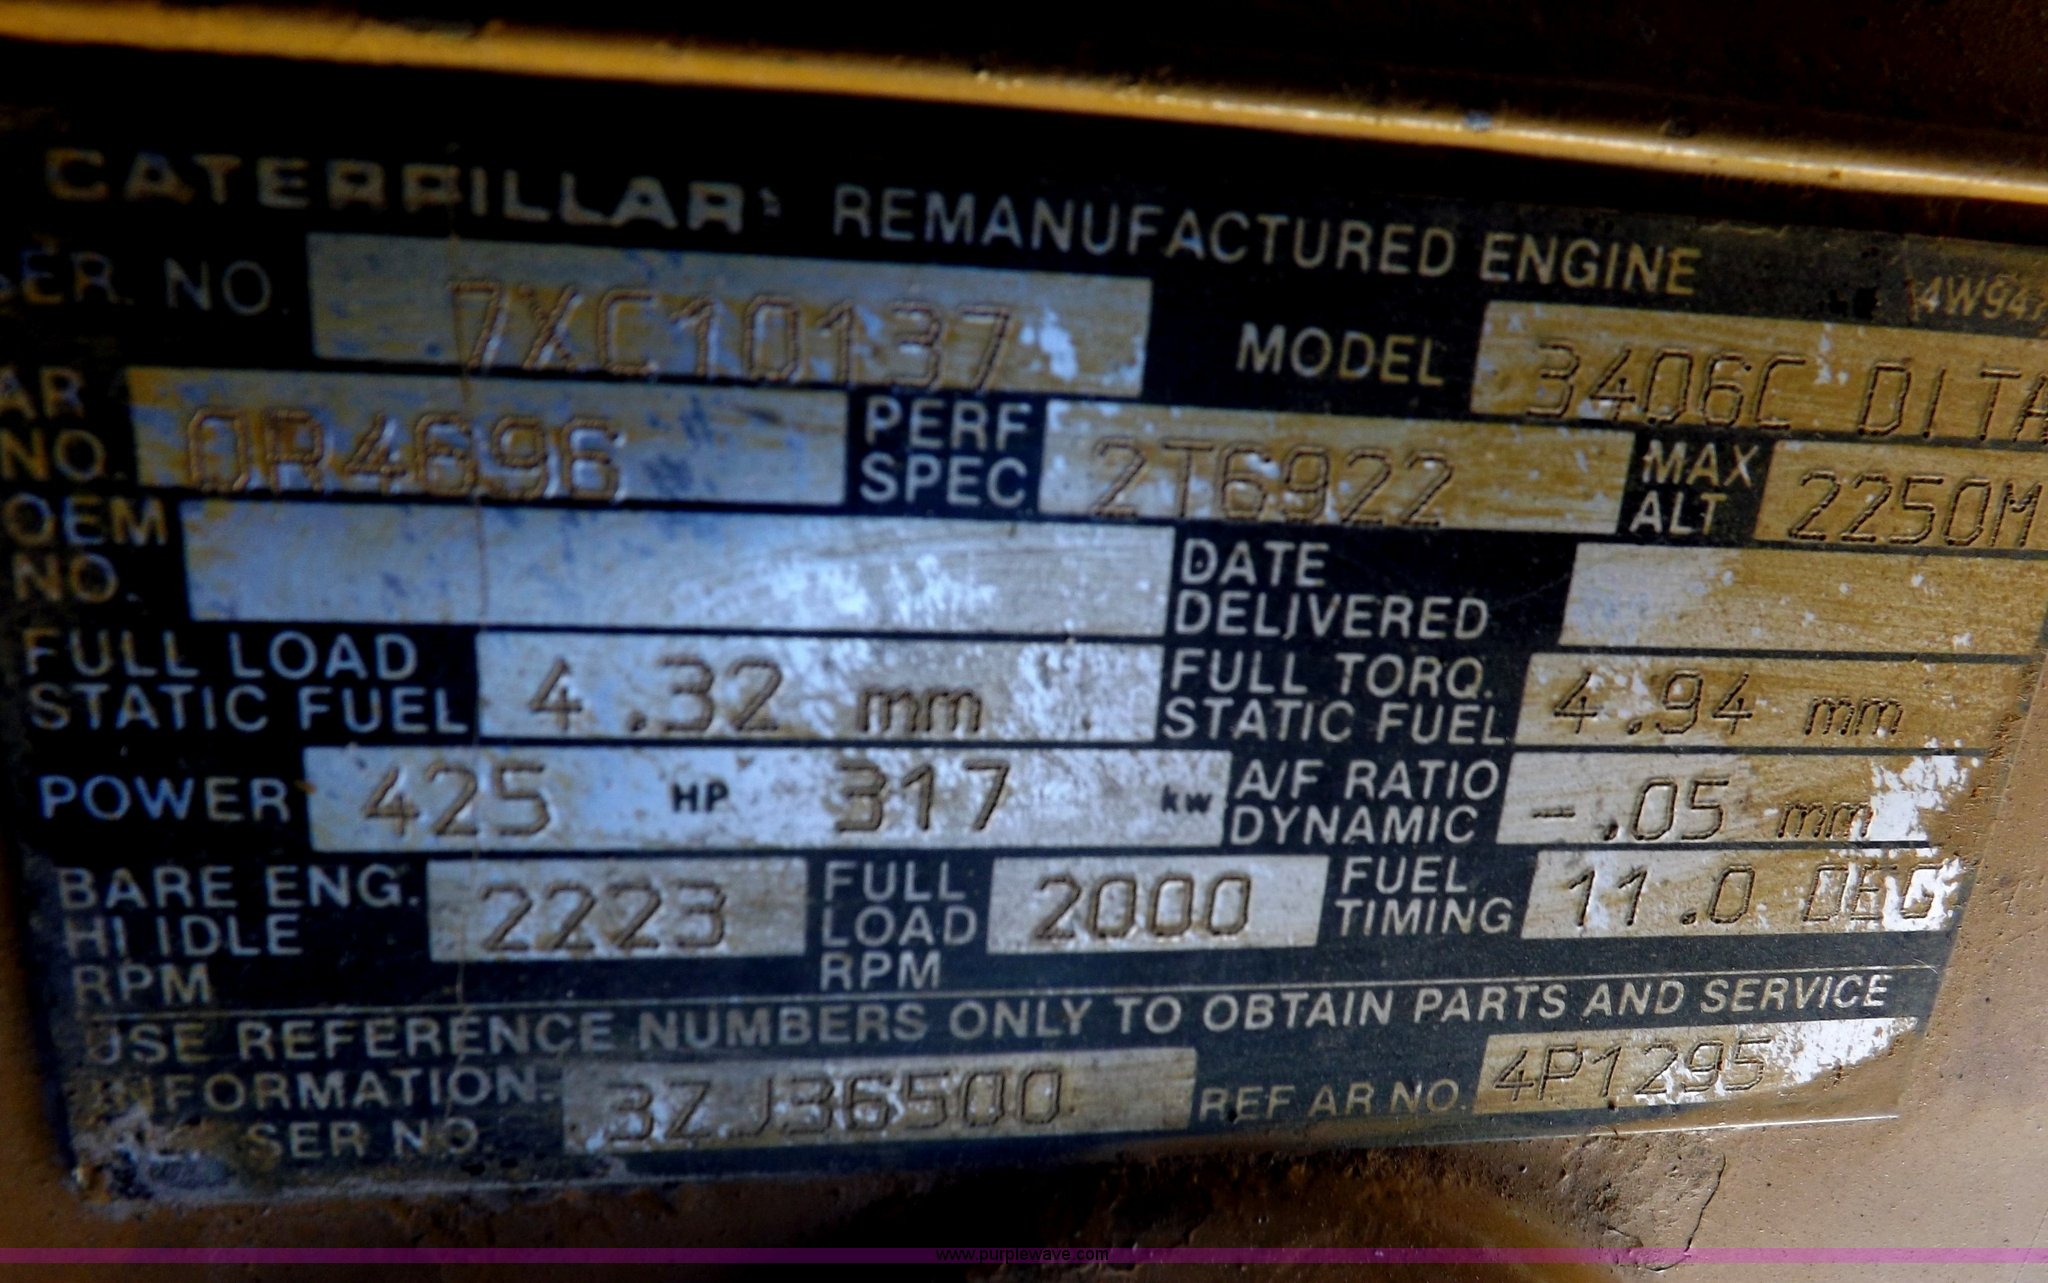 CATERPILLAR REMANUFACTURED ENGINE
SER. NO. 7XC10137 MODEL 3406C DITA
AR NO. 0R4696 PERF SPEC 2T6922 MAX ALT 2250M
OEM NO. DATE DELIVERED
FULL LOAD STATIC FUEL 4.32 mm FULL TORQ. STATIC FUEL 4.94 mm
POWER 425 HP 317 kw A/F RATIO DYNAMIC -.05 mm
BARE ENG. HI IDLE RPM 2223 FULL LOAD RPM 2000 FUEL TIMING 11.0 DEG
USE REFERENCE NUMBERS ONLY TO OBTAIN PARTS AND SERVICE
INFORMATION:
SER NO. 3ZJ36500 REF AR NO. 4P1295
www.purplewave.com